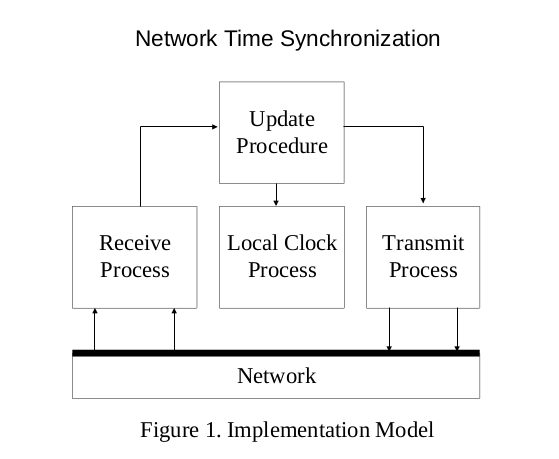 Network Time Synchronization
Update
Procedure
Receive
Process
Local Clock
Process
Transmit
Process
Network
Figure 1. Implementation Model